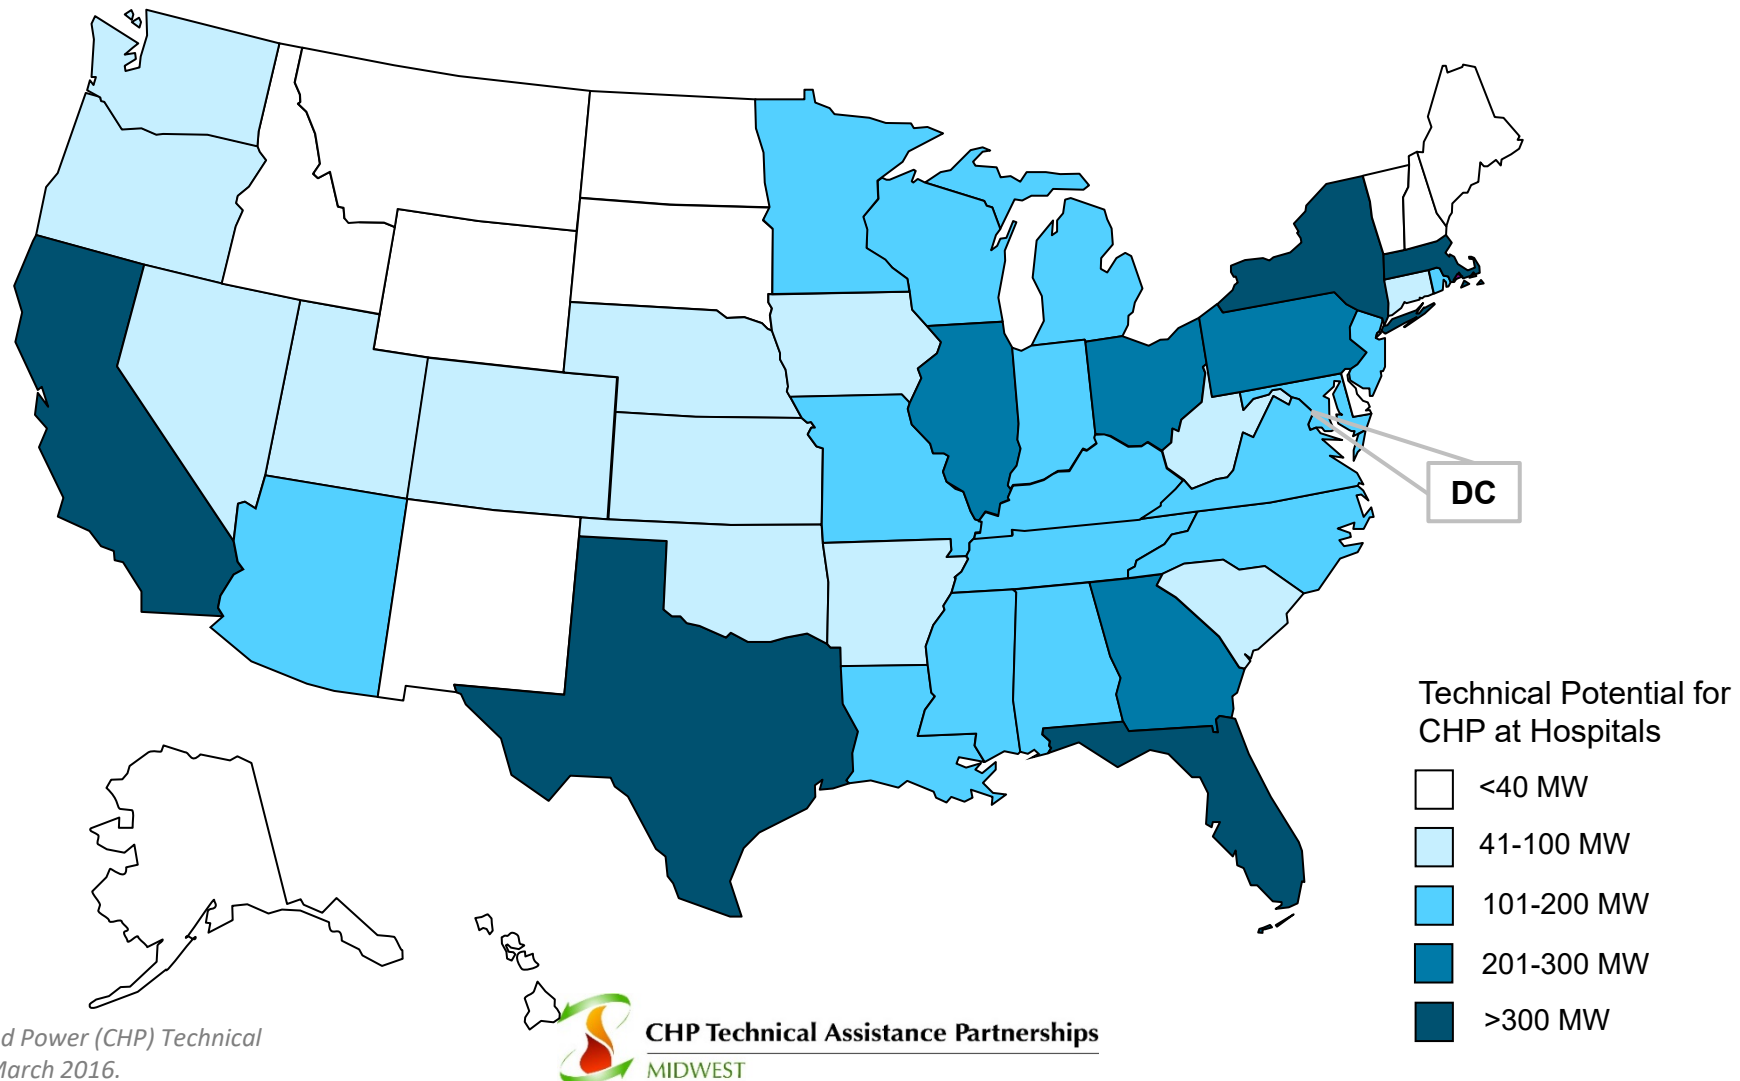 DC
Technical Potential for
CHP at Hospitals
<40 MW
41-100 MW
101-200 MW
201-300 MW
>300 MW
d Power (CHP) Technical
March 2016.
CHP Technical Assistance Partnerships
MIDWEST